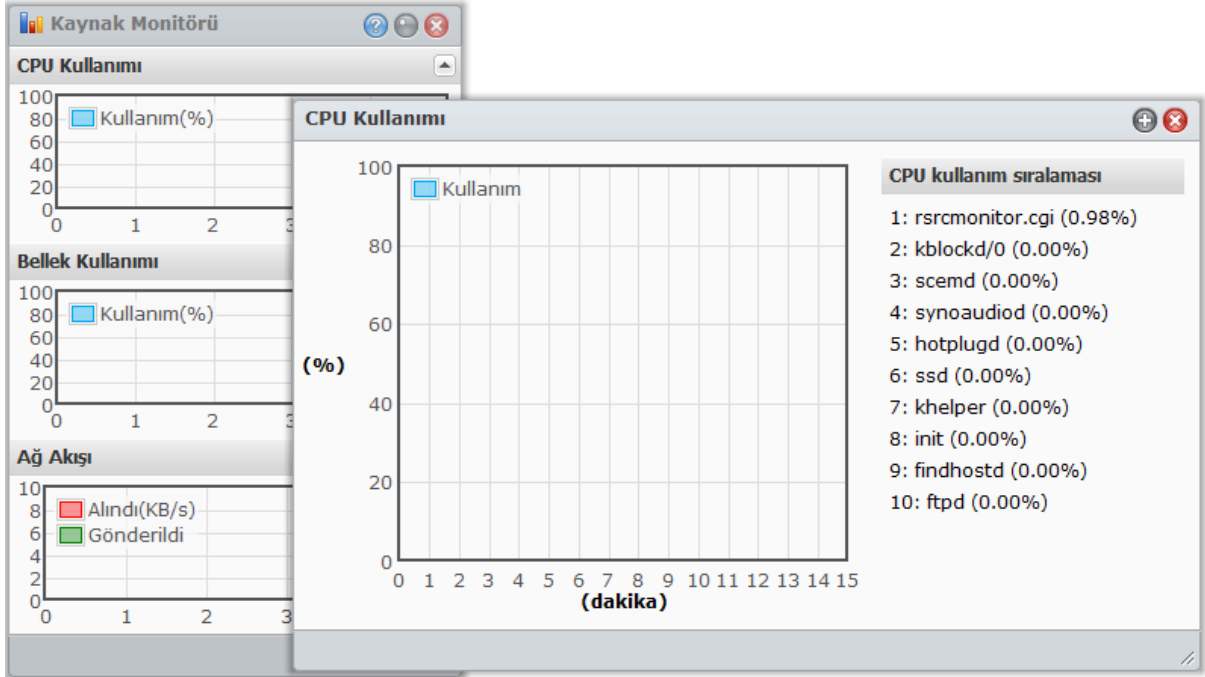 Kaynak Monitörü
CPU Kullanımı
100
80
60
40
20
0
Kullanım(%)
0 1 2 3
Bellek Kullanımı
100
80
60
40
20
0
Kullanım(%)
0 1 2 3
Ağ Akışı
10
8
6
4
2
0
Alındı(KB/s)
Gönderildi
0 1 2 3
CPU Kullanımı
100
80
60
40
20
0
(%)
Kullanım
0 1 2 3 4 5 6 7 8 9 10 11 12 13 14 15
(dakika)
CPU kullanım sıralaması
1: rsrcmonitor.cgi (0.98%)
2: kblockd/0 (0.00%)
3: scemd (0.00%)
4: synoaudiod (0.00%)
5: hotplugd (0.00%)
6: ssd (0.00%)
7: khelper (0.00%)
8: init (0.00%)
9: findhostd (0.00%)
10: ftpd (0.00%)